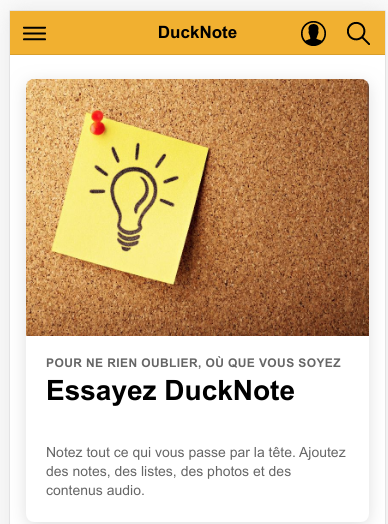 DuckNote
POUR NE RIEN OUBLIER, OÙ QUE VOUS SOYEZ
Essayez DuckNote
Notez tout ce qui vous passe par la tête. Ajoutez
des notes, des listes, des photos et des
contenus audio.